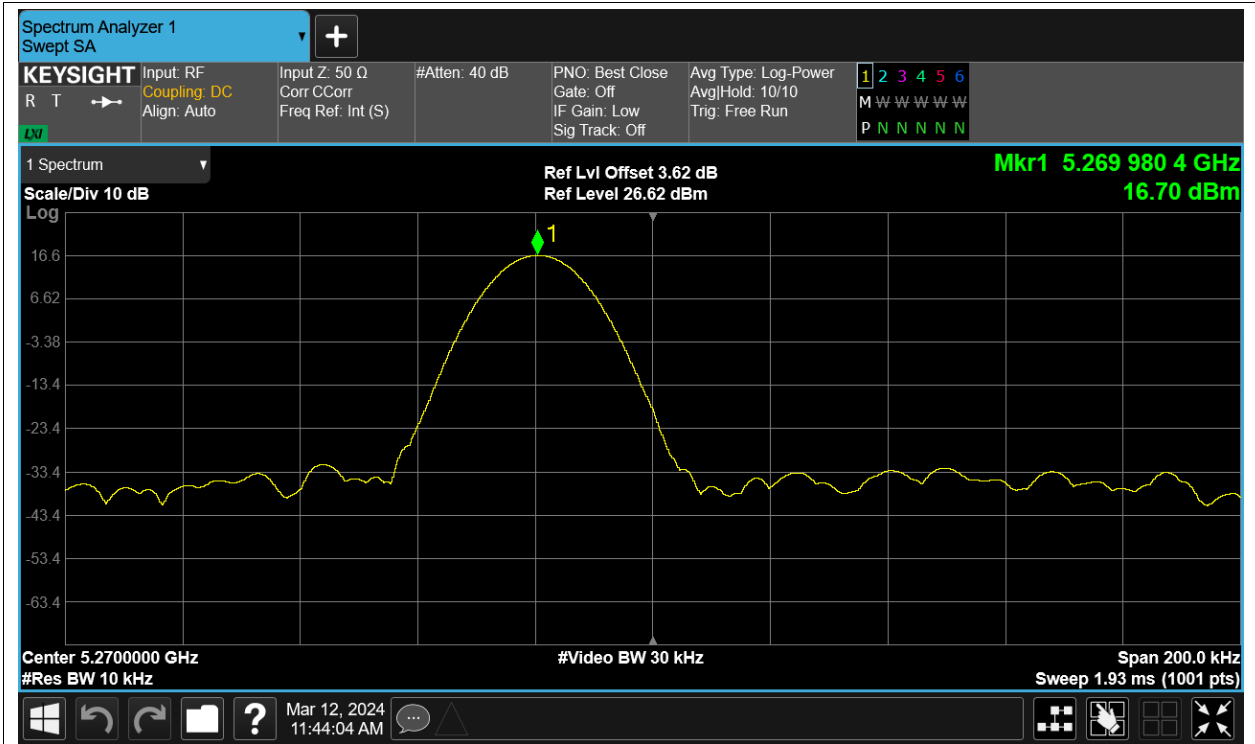 Spectrum Analyzer 1
Swept SA
KEYSIGHT
R T
LXI
Input: RF
Coupling: DC
Align: Auto
Input Z: 50 Ω
Corr CCorr
Freq Ref: Int (S)
#Atten: 40 dB
PNO: Best Close
Gate: Off
IF Gain: Low
Sig Track: Off
Avg Type: Log-Power
Avg|Hold: 10/10
Trig: Free Run
1 2 3 4 5 6
M W W W W W
P N N N N N
1 Spectrum
Scale/Div 10 dB
Log
Ref Lvl Offset 3.62 dB
Ref Level 26.62 dBm
Mkr1 5.269 980 4 GHz
16.70 dBm
1
16.6
6.62
-3.38
-13.4
-23.4
-33.4
-43.4
-53.4
-63.4
Center 5.2700000 GHz
#Res BW 10 kHz
#Video BW 30 kHz
Span 200.0 kHz
Sweep 1.93 ms (1001 pts)
?
Mar 12, 2024
11:44:04 AM